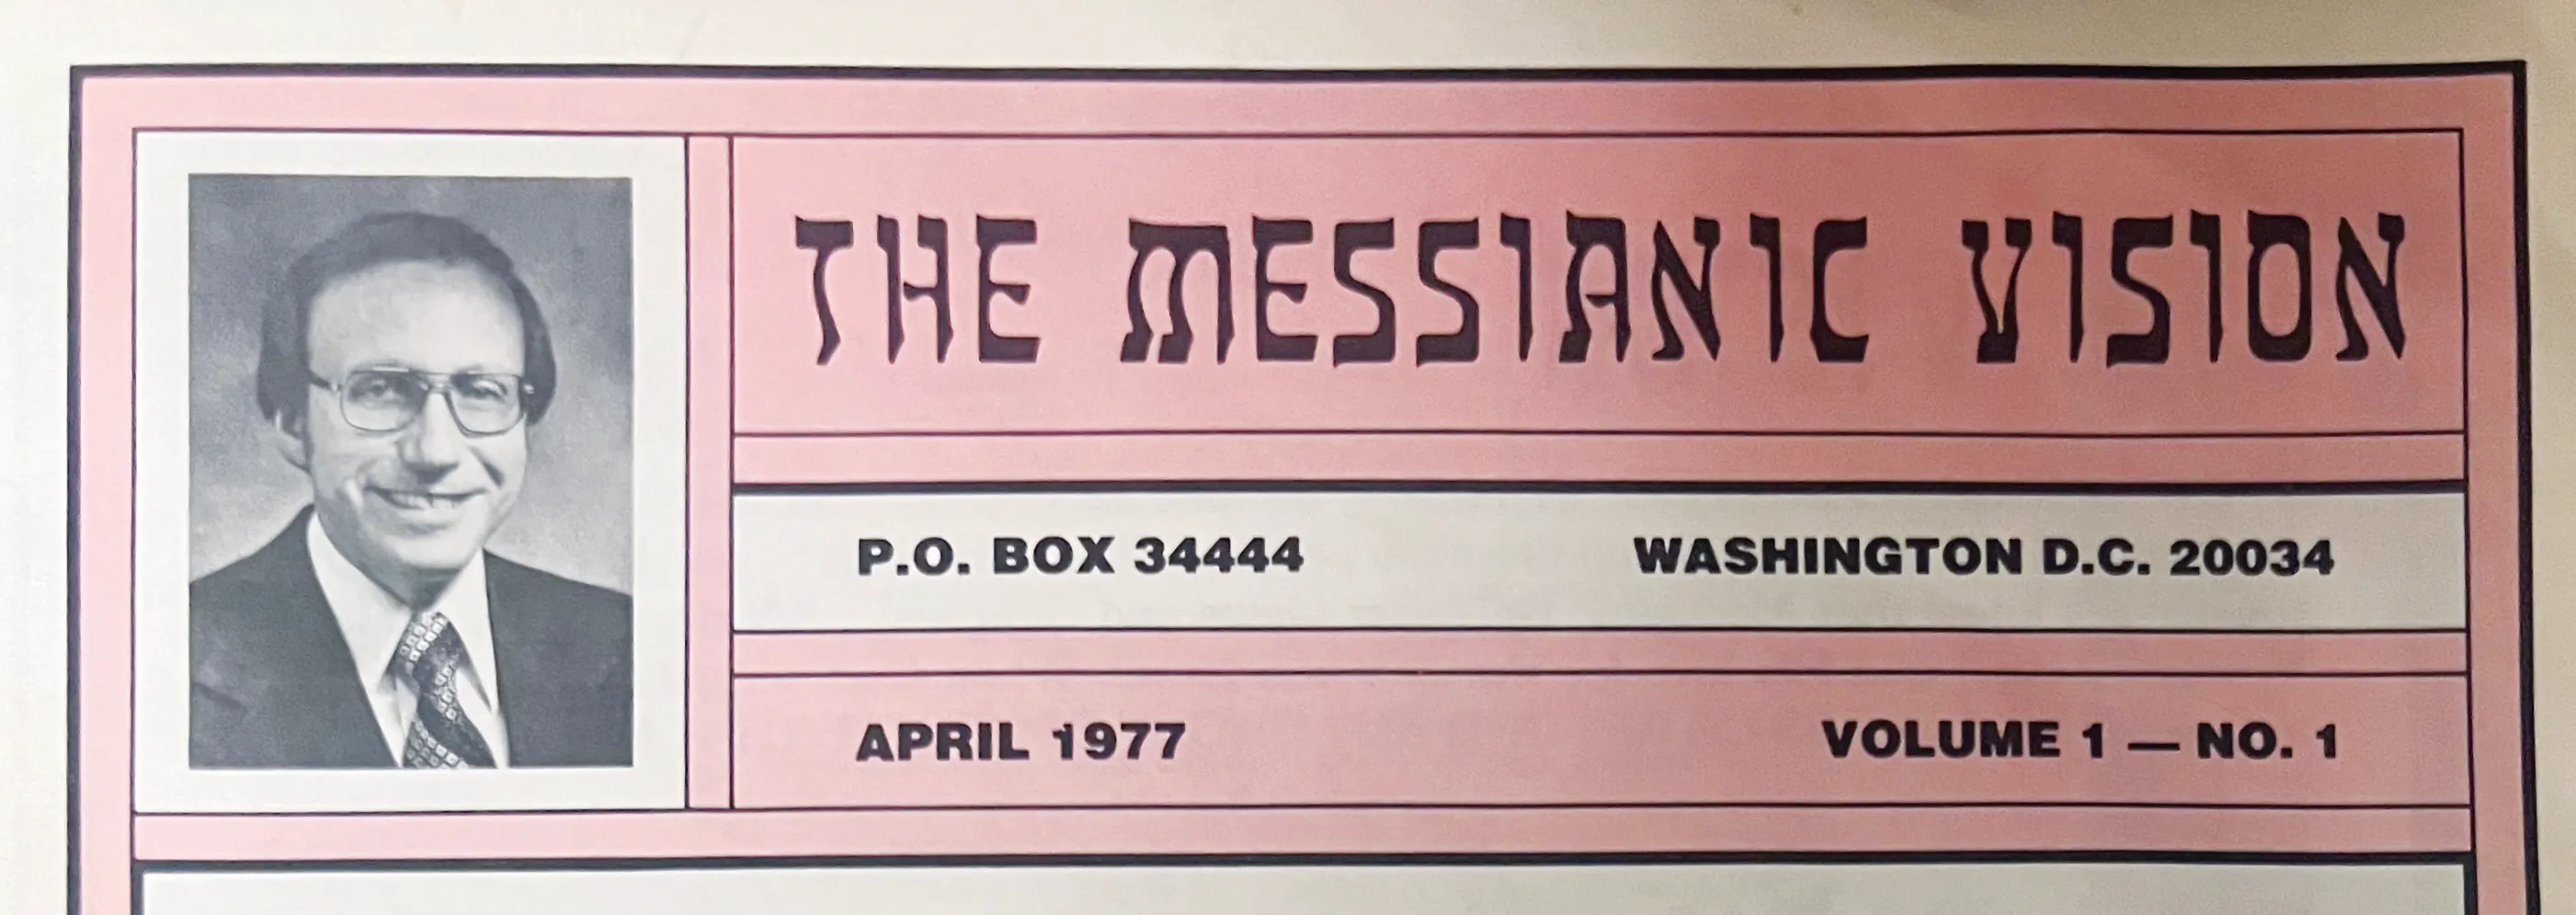 THE MESSIANIC VISION
P.O. BOX 34444 WASHINGTON D.C. 20034
APRIL 1977 VOLUME 1 — NO. 1